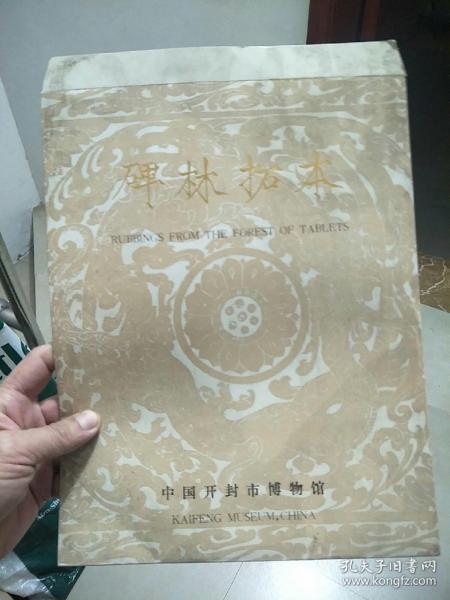 碑林拓本
RUBBINGS FROM THE FOREST OF TABLETS
中国开封市博物馆
KAIFENG MUSEUM,CHINA
孔夫子旧书网
www.kongfz.com